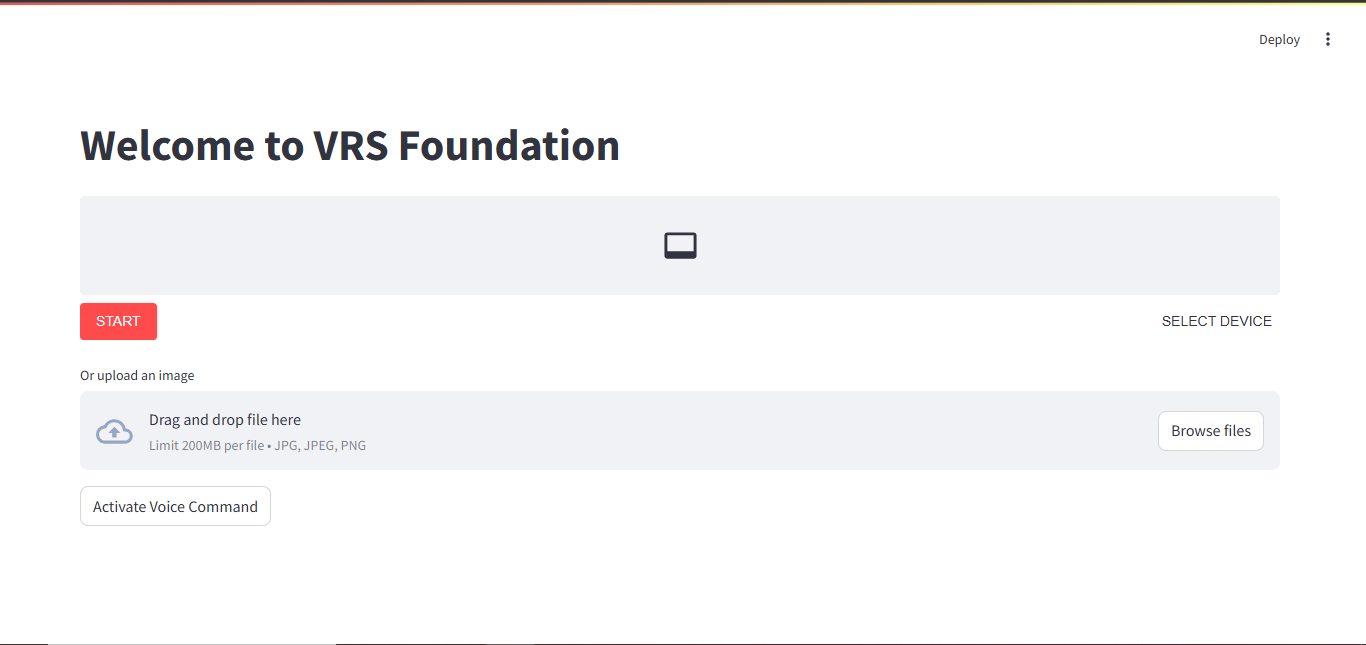 Deploy
Welcome to VRS Foundation
START
SELECT DEVICE
Or upload an image
Drag and drop file here
Limit 200MB per file • JPG, JPEG, PNG
Browse files
Activate Voice Command